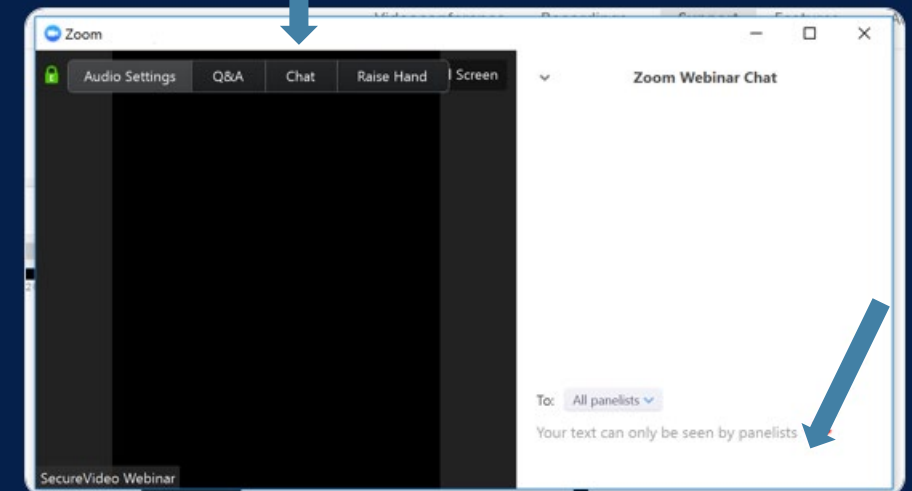 Zoom
Audio Settings Q&A Chat Raise Hand Screen
Zoom Webinar Chat
To: All panelists
Your text can only be seen by panelists
SecureVideo Webinar